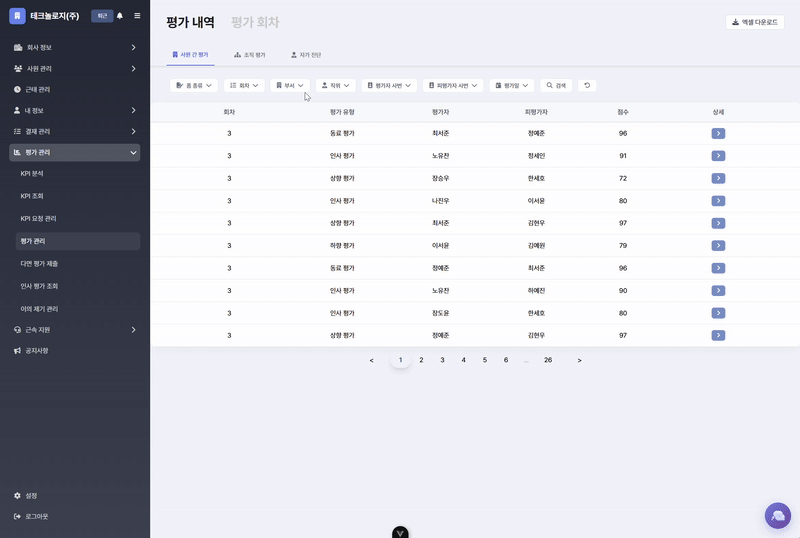 테크놀로지(주) 퇴근
회사 정보
사원 관리
근태 관리
내 정보
결재 관리
평가 관리
KPI 분석
KPI 조회
KPI 요청 관리
평가 관리
다면 평가 제출
인사 평가 조회
이의 제기 관리
근속 지원
공지사항
설정
로그아웃
평가 내역 평가 회차
엑셀 다운로드
사원 간 평가 조직 평가 자가 진단
폼 종류 회차 부서 직위 평가자 사번 피평가자 사번 평가일 검색
회차 평가 유형 평가자 피평가자 점수 상세
3 동료 평가 최서준 정예준 96
3 인사 평가 노유찬 정세인 91
3 상향 평가 장승우 한세호 72
3 인사 평가 나진우 이서윤 80
3 상향 평가 최서준 김현우 97
3 하향 평가 이서윤 김예원 79
3 동료 평가 정예준 최서준 96
3 인사 평가 노유찬 하예진 90
3 인사 평가 장도윤 한세호 80
3 상향 평가 정예준 김현우 97
< 1 2 3 4 5 6 ... 26 >